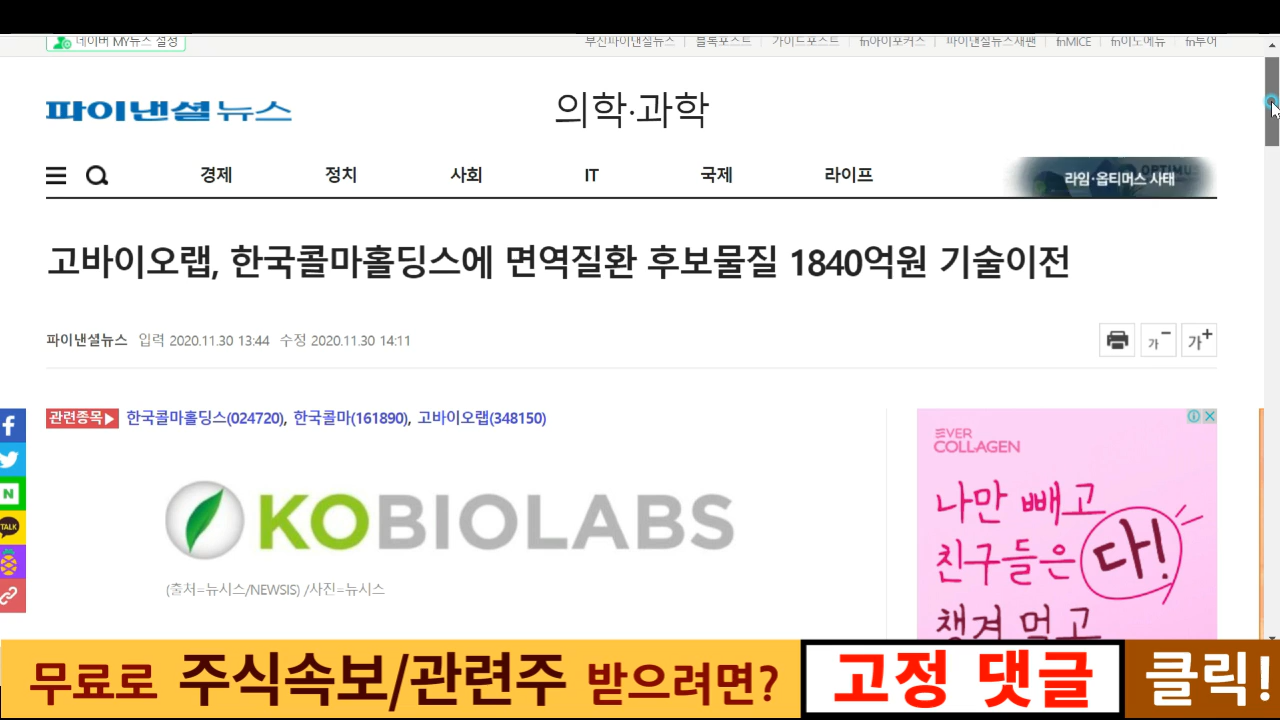 네이버 MY뉴스 설정
부산파이낸셜뉴스 | 블록포스트 | 가이드포스트 | fn아이포커스 | 파이낸셜뉴스재팬 | fnMICE | fn이노에듀 | fn투어
파이낸셜뉴스
의학·과학
경제 정치 사회 IT 국제 라이프
라임·옵티머스 사태
고바이오랩, 한국콜마홀딩스에 면역질환 후보물질 1840억원 기술이전
파이낸셜뉴스 입력 2020.11.30 13:44 수정 2020.11.30 14:11
가- 가+
관련종목▶ 한국콜마홀딩스(024720), 한국콜마(161890), 고바이오랩(348150)
KOBIOLABS
(출처=뉴시스/NEWSIS) /사진=뉴시스
N
TALK
EVER
COLLAGEN
나만 빼고
친구들은 다!
챙겨 먹고
무료로 주식속보/관련주 받으려면? 고정 댓글 클릭!